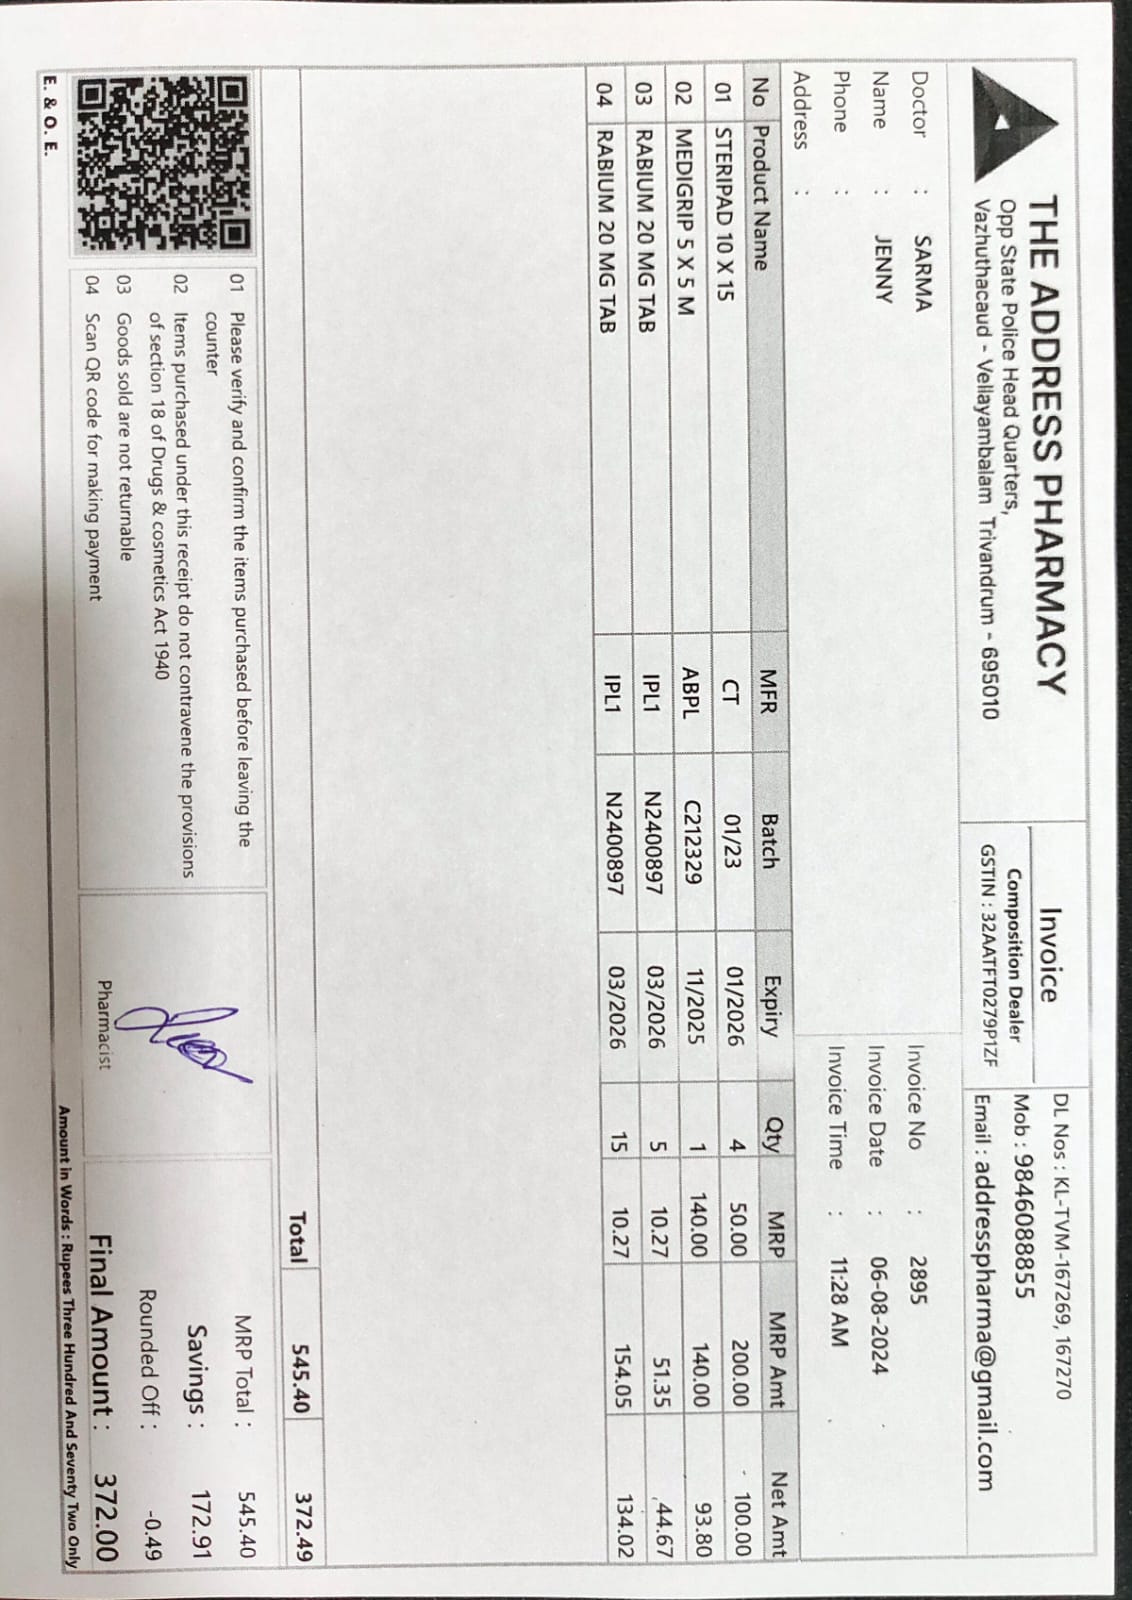 THE ADDRESS PHARMACY
Opp State Police Head Quarters,
Vazhuthacaud - Vellayambalam Trivandrum - 695010
Invoice
Composition Dealer
GSTIN : 32AATFT0279P1ZF
DL Nos : KL-TVM-167269, 167270
Mob : 9846088855
Email : addresspharma@gmail.com
Doctor : SARMA
Name : JENNY
Phone :
Address :
Invoice No : 2895
Invoice Date : 06-08-2024
Invoice Time : 11:28 AM
No Product Name MFR Batch Expiry Qty MRP MRP Amt Net Amt
01 STERIPAD 10 X 15 CT 01/23 01/2026 4 50.00 200.00 100.00
02 MEDIGRIP 5 X 5 M ABPL C212329 11/2025 1 140.00 140.00 93.80
03 RABIUM 20 MG TAB IPL1 N2400897 03/2026 5 10.27 51.35 44.67
04 RABIUM 20 MG TAB IPL1 N2400897 03/2026 15 10.27 154.05 134.02
Total 545.40 372.49
01 Please verify and confirm the items purchased before leaving the
counter
02 Items purchased under this receipt do not contravene the provisions
of section 18 of Drugs & cosmetics Act 1940
03 Goods sold are not returnable
04 Scan QR code for making payment
E. & O. E.
Pharmacist
MRP Total : 545.40
Savings : 172.91
Rounded Off : -0.49
Final Amount : 372.00
Amount in Words : Rupees Three Hundred And Seventy Two Only